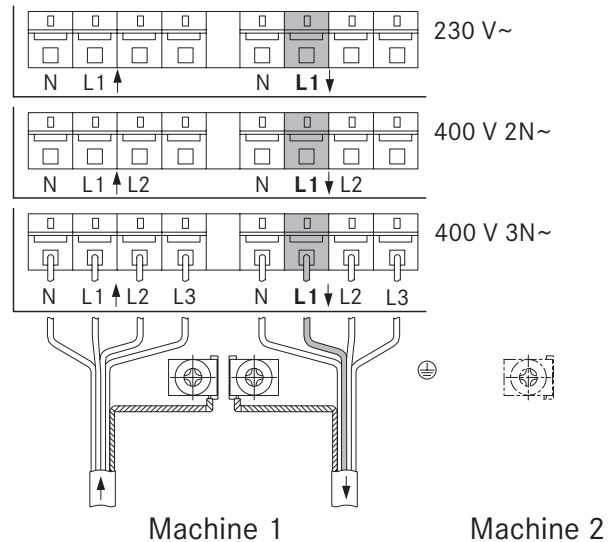 230 V~
N L1 N L1
400 V 2N~
N L1 L2 N L1 L2
400 V 3N~
N L1 L2 L3 N L1 L2 L3
Machine 1 Machine 2